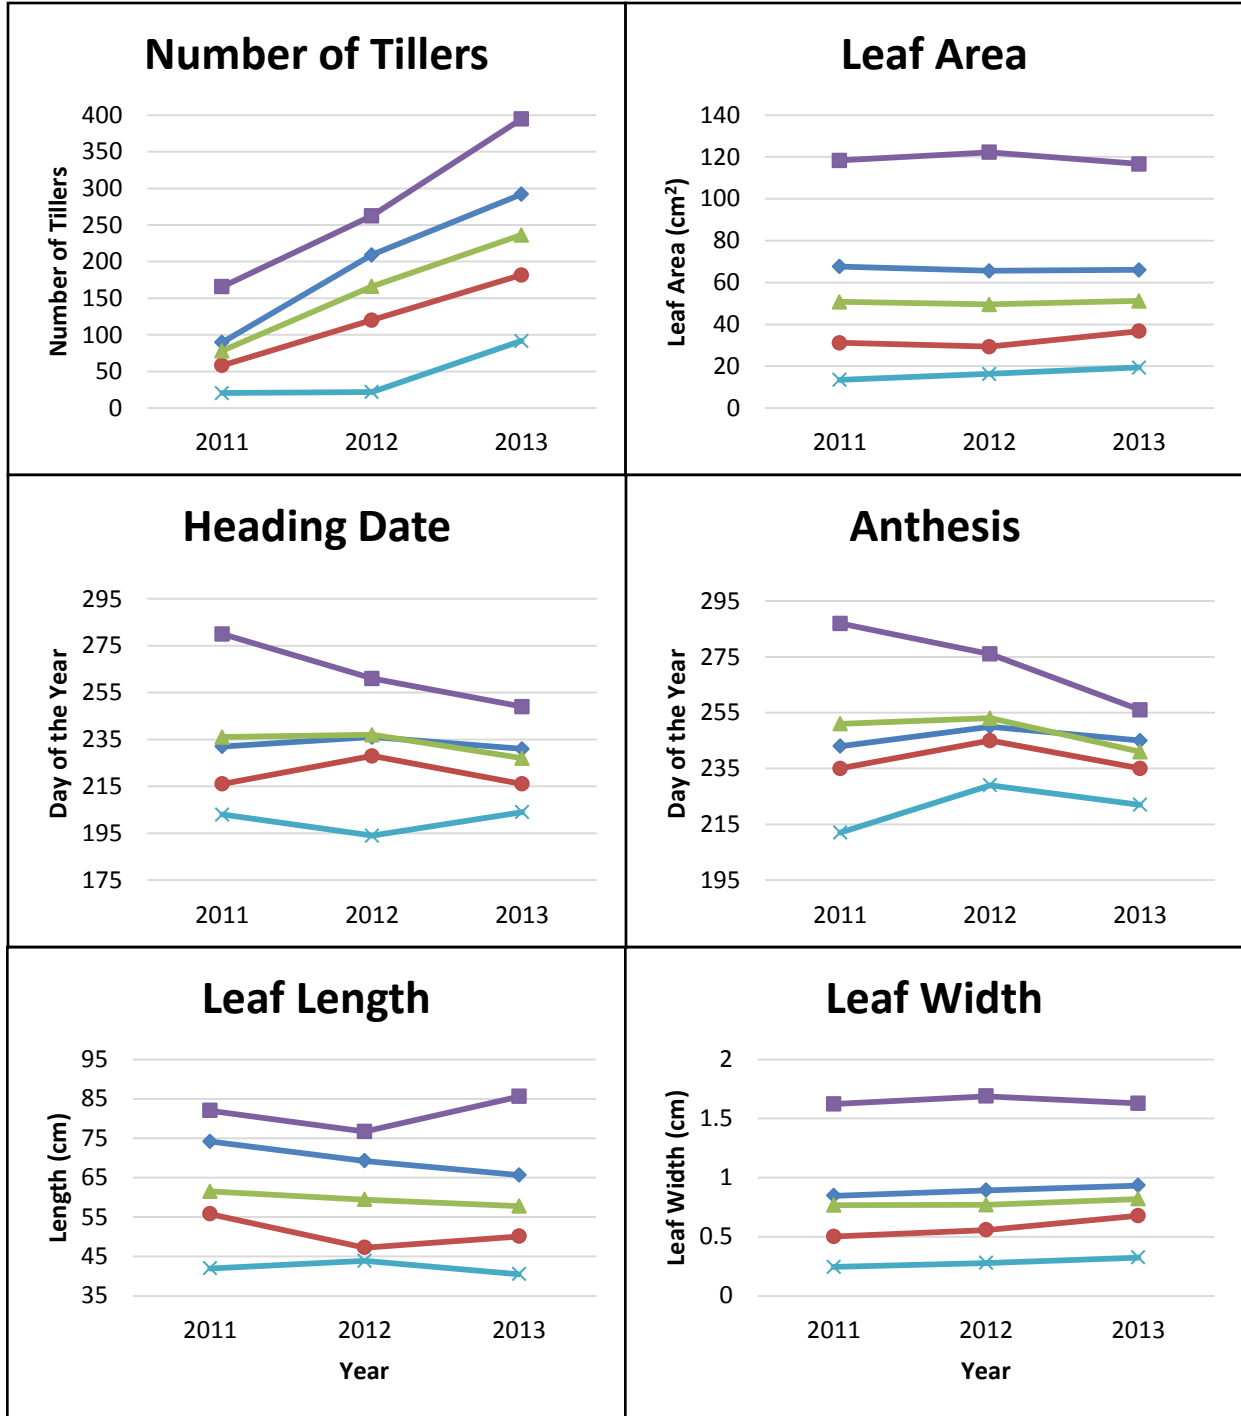 Number of Tillers
Number of Tillers
400
350
300
250
200
150
100
50
0
2011 2012 2013
Leaf Area
Leaf Area (cm²)
140
120
100
80
60
40
20
0
2011 2012 2013
Heading Date
Day of the Year
295
275
255
235
215
195
175
2011 2012 2013
Anthesis
Day of the Year
295
275
255
235
215
195
2011 2012 2013
Leaf Length
Length (cm)
95
85
75
65
55
45
35
2011 2012 2013
Year
Leaf Width
Leaf Width (cm)
2
1.5
1
0.5
0
2011 2012 2013
Year